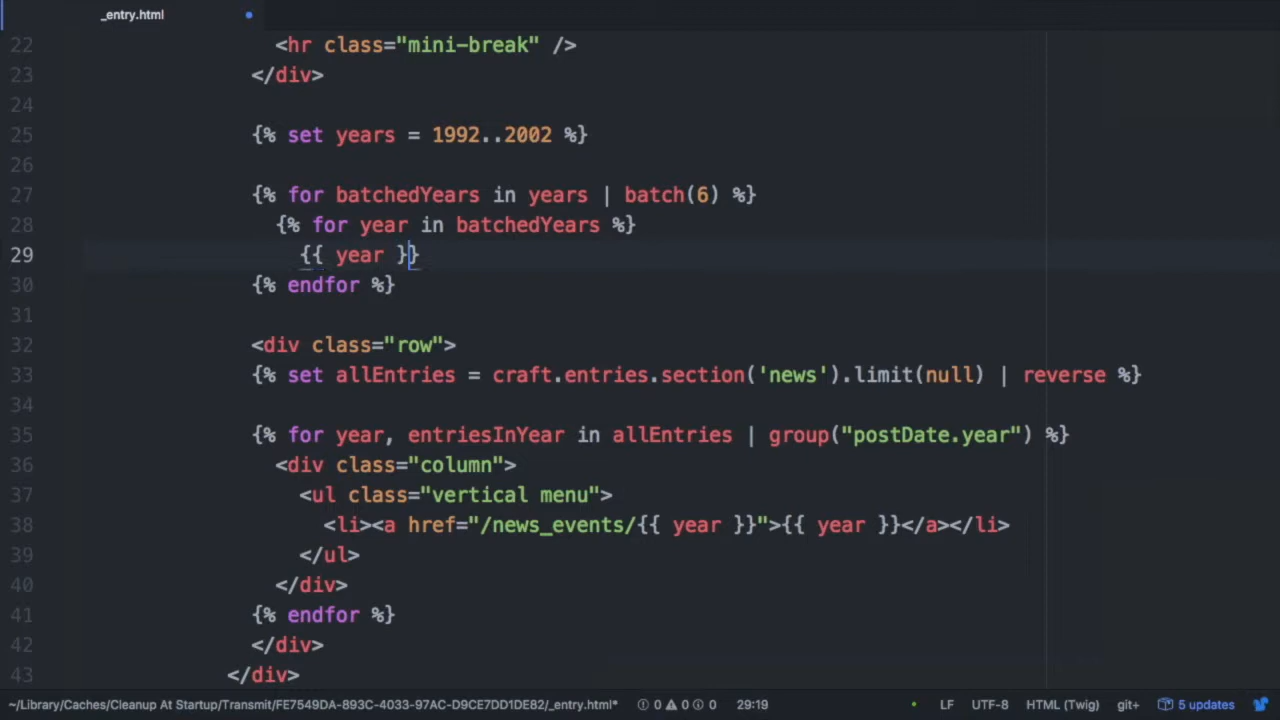 _entry.html
22 <hr class="mini-break" />
23 </div>
24
25 {% set years = 1992..2002 %}
26
27 {% for batchedYears in years | batch(6) %}
28 {% for year in batchedYears %}
29 {{ year }}
30 {% endfor %}
31
32 <div class="row">
33 {% set allEntries = craft.entries.section('news').limit(null) | reverse %}
34
35 {% for year, entriesInYear in allEntries | group("postDate.year") %}
36 <div class="column">
37 <ul class="vertical menu">
38 <li><a href="/news_events/{{ year }}">{{ year }}</a></li>
39 </ul>
40 </div>
41 {% endfor %}
42 </div>
43 </div>
~/Library/Caches/Cleanup At Startup/Transmit/FE7549DA-893C-4033-97AC-D9CE7DD1DE82/_entry.html* 0 0 0 29:19 LF UTF-8 HTML (Twig) git+ 5 updates